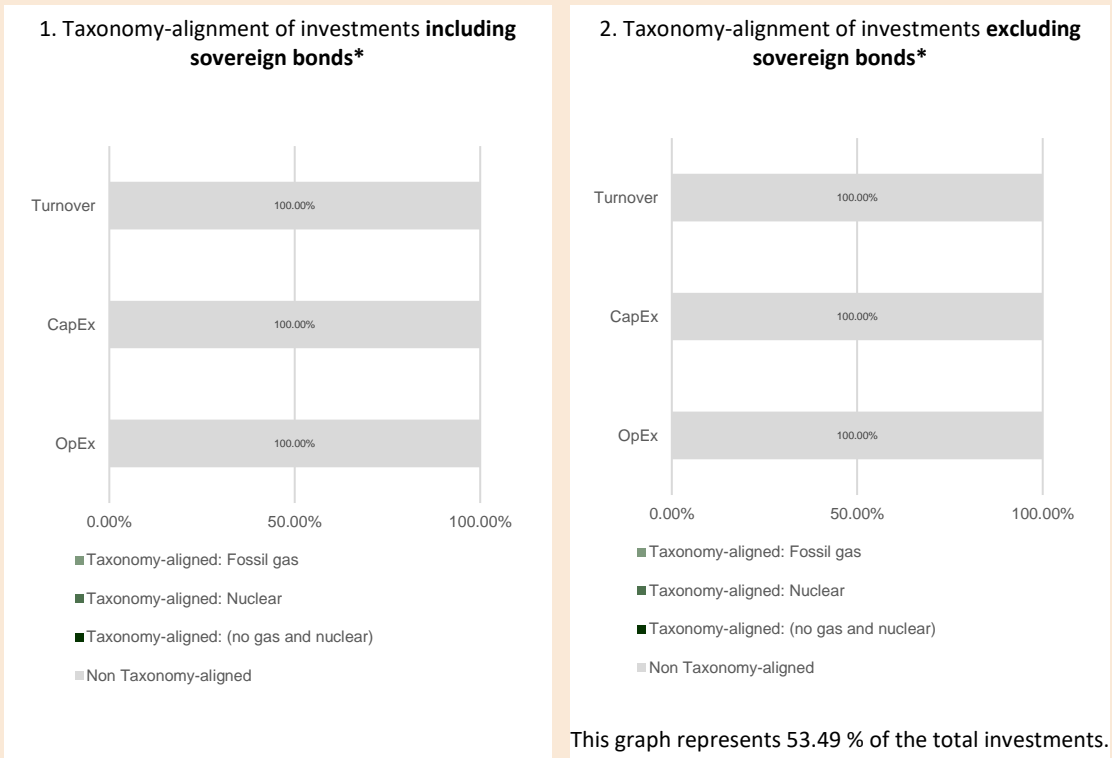 1. Taxonomy-alignment of investments including
sovereign bonds*
Turnover
100.00%
CapEx
100.00%
OpEx
100.00%
0.00% 50.00% 100.00%
Taxonomy-aligned: Fossil gas
Taxonomy-aligned: Nuclear
Taxonomy-aligned: (no gas and nuclear)
Non Taxonomy-aligned
2. Taxonomy-alignment of investments excluding
sovereign bonds*
Turnover
100.00%
CapEx
100.00%
OpEx
100.00%
0.00% 50.00% 100.00%
Taxonomy-aligned: Fossil gas
Taxonomy-aligned: Nuclear
Taxonomy-aligned: (no gas and nuclear)
Non Taxonomy-aligned
This graph represents 53.49 % of the total investments.